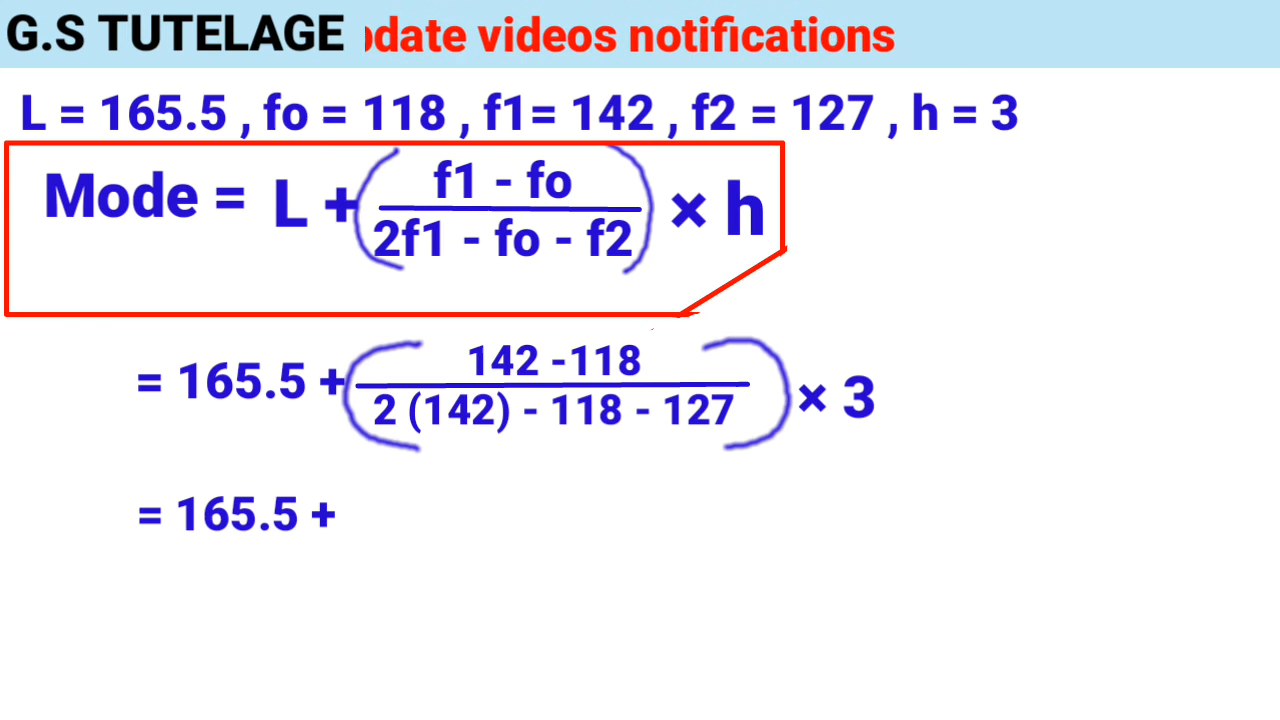 G.S TUTELAGE date videos notifications
L = 165.5 , fo = 118 , f1= 142 , f2 = 127 , h = 3
Mode = L + ( f1 - fo / 2f1 - fo - f2 ) × h
= 165.5 + ( 142 -118 / 2 (142) - 118 - 127 ) × 3
= 165.5 +